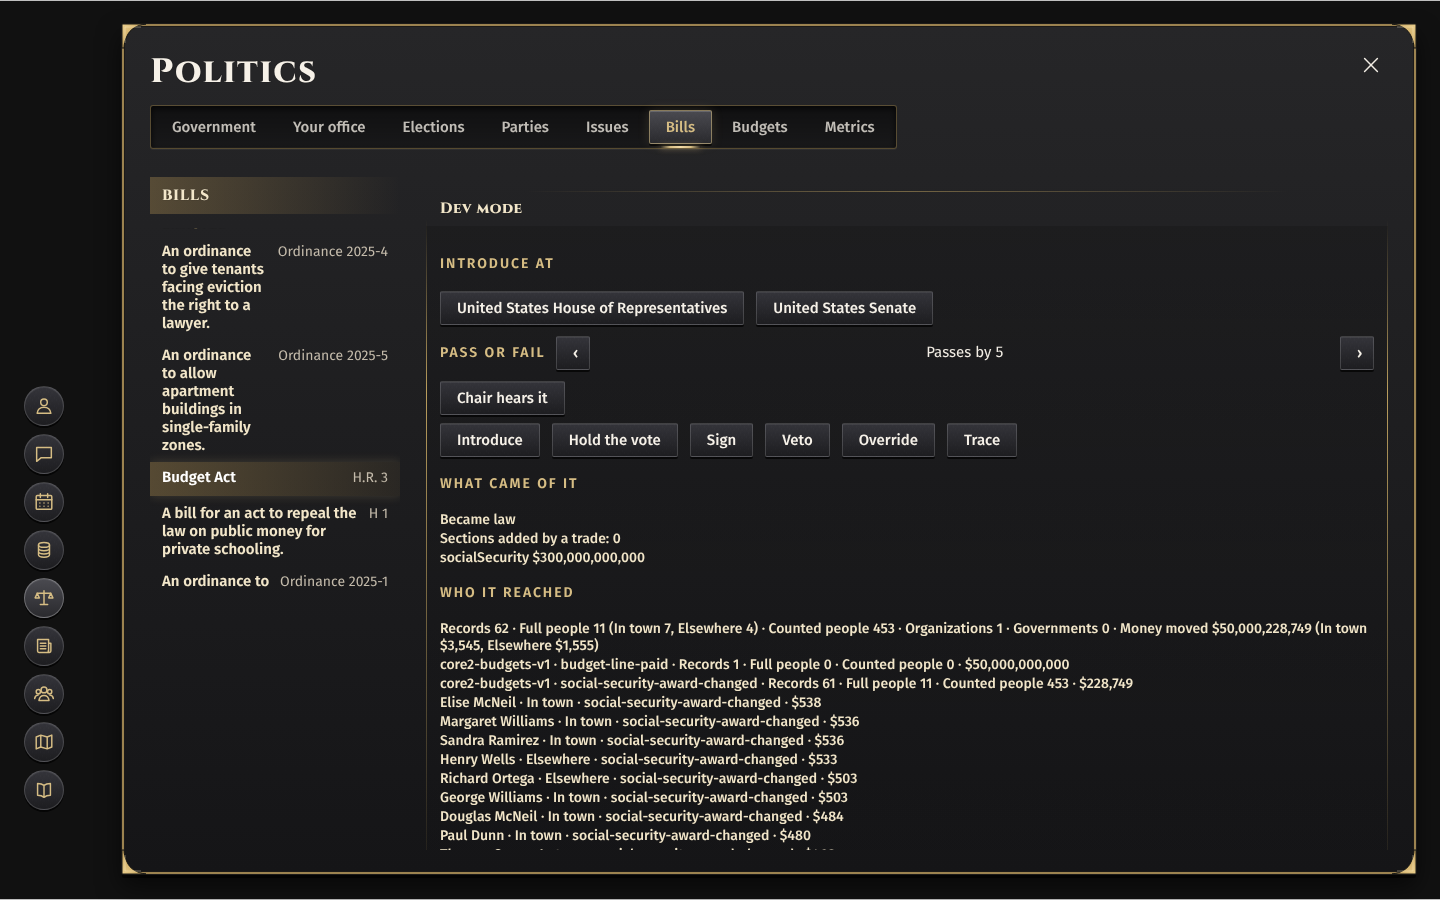 Politics
Government Your office Elections Parties Issues Bills Budgets Metrics
BILLS
An ordinance to give tenants facing eviction the right to a lawyer. Ordinance 2025-4
An ordinance to allow apartment buildings in single-family zones. Ordinance 2025-5
Budget Act H.R. 3
A bill for an act to repeal the law on public money for private schooling. H 1
An ordinance to Ordinance 2025-1
Dev mode
INTRODUCE AT
United States House of Representatives United States Senate
PASS OR FAIL ‹ Passes by 5 ›
Chair hears it
Introduce Hold the vote Sign Veto Override Trace
WHAT CAME OF IT
Became law
Sections added by a trade: 0
socialSecurity $300,000,000,000
WHO IT REACHED
Records 62 · Full people 11 (In town 7, Elsewhere 4) · Counted people 453 · Organizations 1 · Governments 0 · Money moved $50,000,228,749 (In town
$3,545, Elsewhere $1,555)
core2-budgets-v1 · budget-line-paid · Records 1 · Full people 0 · Counted people 0 · $50,000,000,000
core2-budgets-v1 · social-security-award-changed · Records 61 · Full people 11 · Counted people 453 · $228,749
Elise McNeil · In town · social-security-award-changed · $538
Margaret Williams · In town · social-security-award-changed · $536
Sandra Ramirez · In town · social-security-award-changed · $536
Henry Wells · Elsewhere · social-security-award-changed · $533
Richard Ortega · Elsewhere · social-security-award-changed · $503
George Williams · In town · social-security-award-changed · $503
Douglas McNeil · In town · social-security-award-changed · $484
Paul Dunn · In town · social-security-award-changed · $480